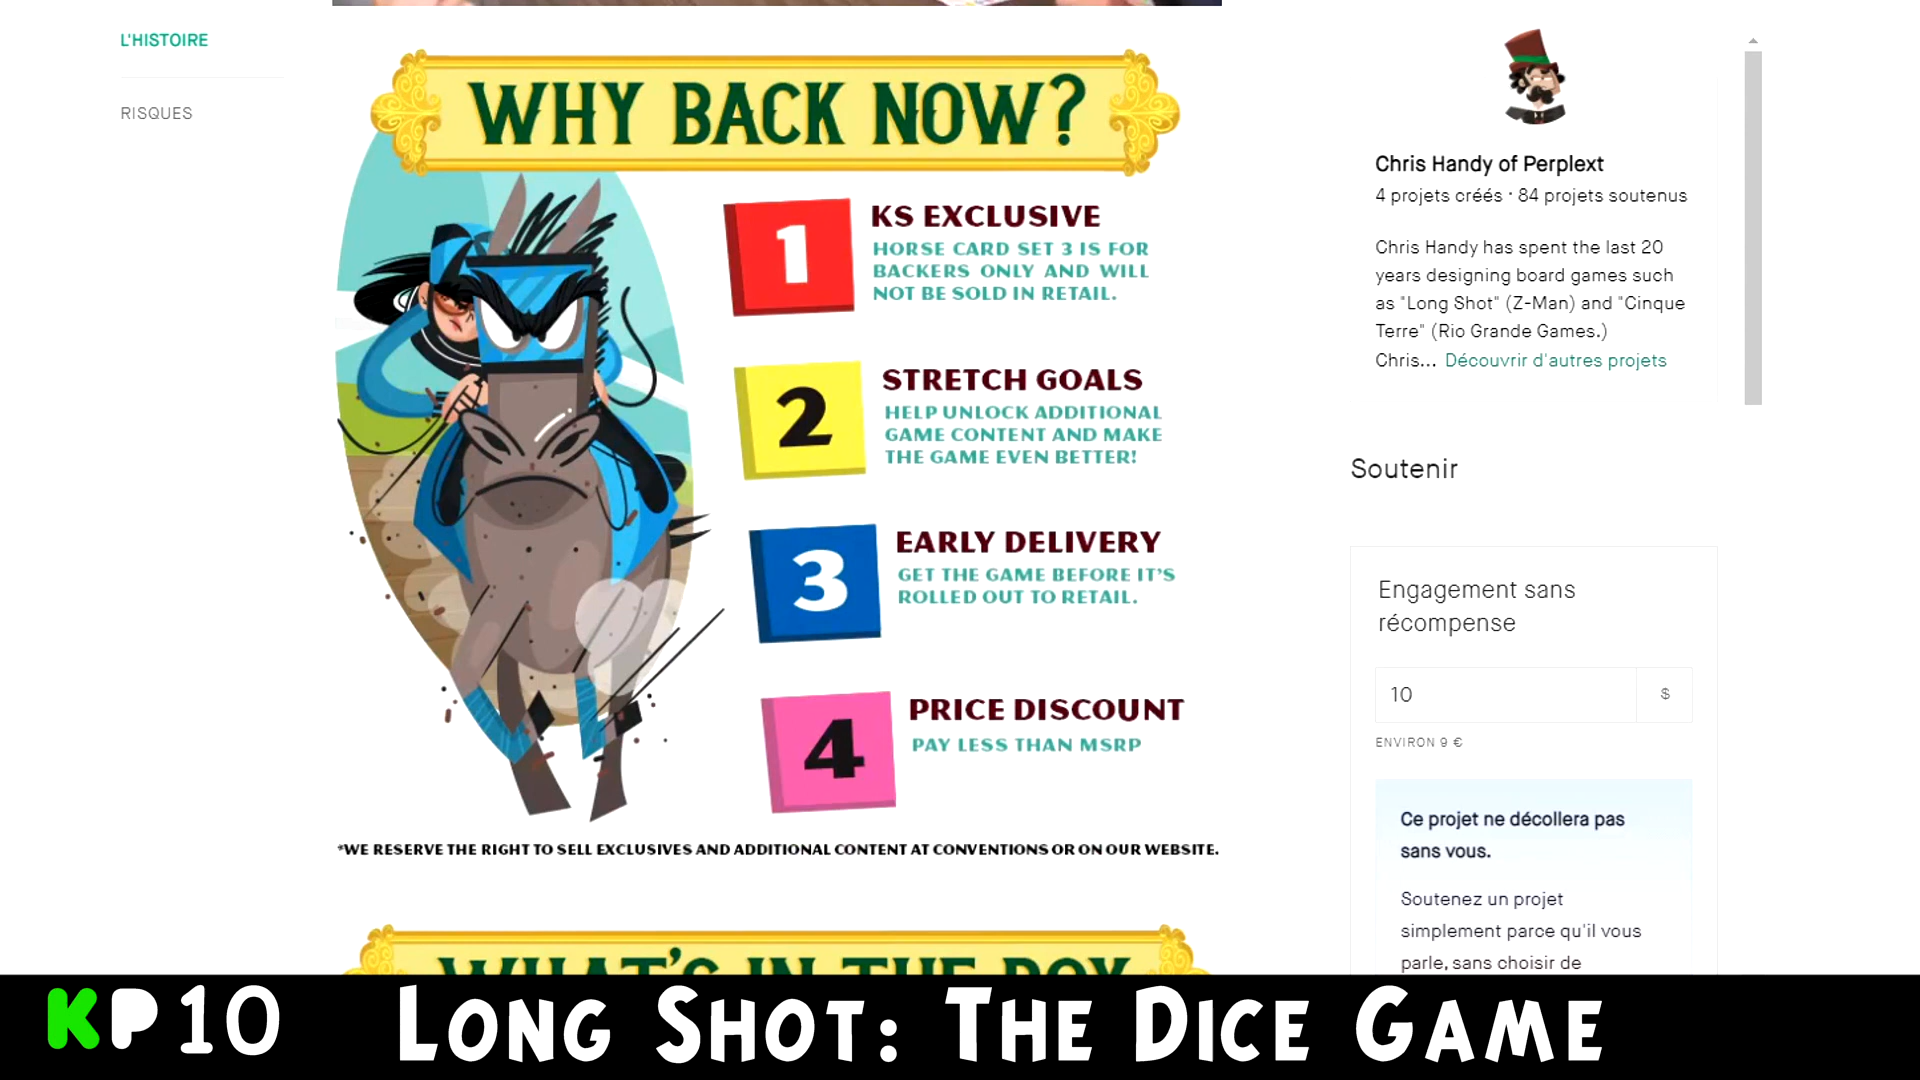 L'HISTOIRE
RISQUES
WHY BACK NOW?
1
KS EXCLUSIVE
HORSE CARD SET 3 IS FOR
BACKERS ONLY AND WILL
NOT BE SOLD IN RETAIL.
2
STRETCH GOALS
HELP UNLOCK ADDITIONAL
GAME CONTENT AND MAKE
THE GAME EVEN BETTER!
3
EARLY DELIVERY
GET THE GAME BEFORE IT'S
ROLLED OUT TO RETAIL.
4
PRICE DISCOUNT
PAY LESS THAN MSRP
*WE RESERVE THE RIGHT TO SELL EXCLUSIVES AND ADDITIONAL CONTENT AT CONVENTIONS OR ON OUR WEBSITE.
WHAT'S IN THE BOX
Chris Handy of Perplext
4 projets créés · 84 projets soutenus
Chris Handy has spent the last 20
years designing board games such
as "Long Shot" (Z-Man) and "Cinque
Terre" (Rio Grande Games.)
Chris... Découvrir d'autres projets
Soutenir
Engagement sans
récompense
10 $
ENVIRON 9 €
Ce projet ne décollera pas
sans vous.
Soutenez un projet
simplement parce qu'il vous
parle, sans choisir de
KP10 LONG SHOT: THE DICE GAME